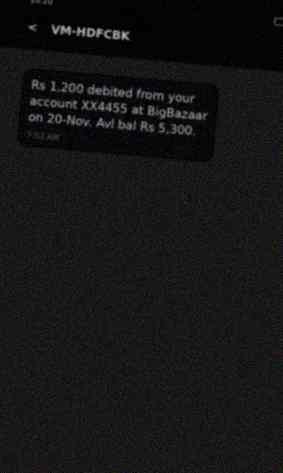 < VM-HDFCBK
Rs 1,200 debited from your
account XX4455 at BigBazaar
on 20-Nov. Avl bal Rs 5,300.